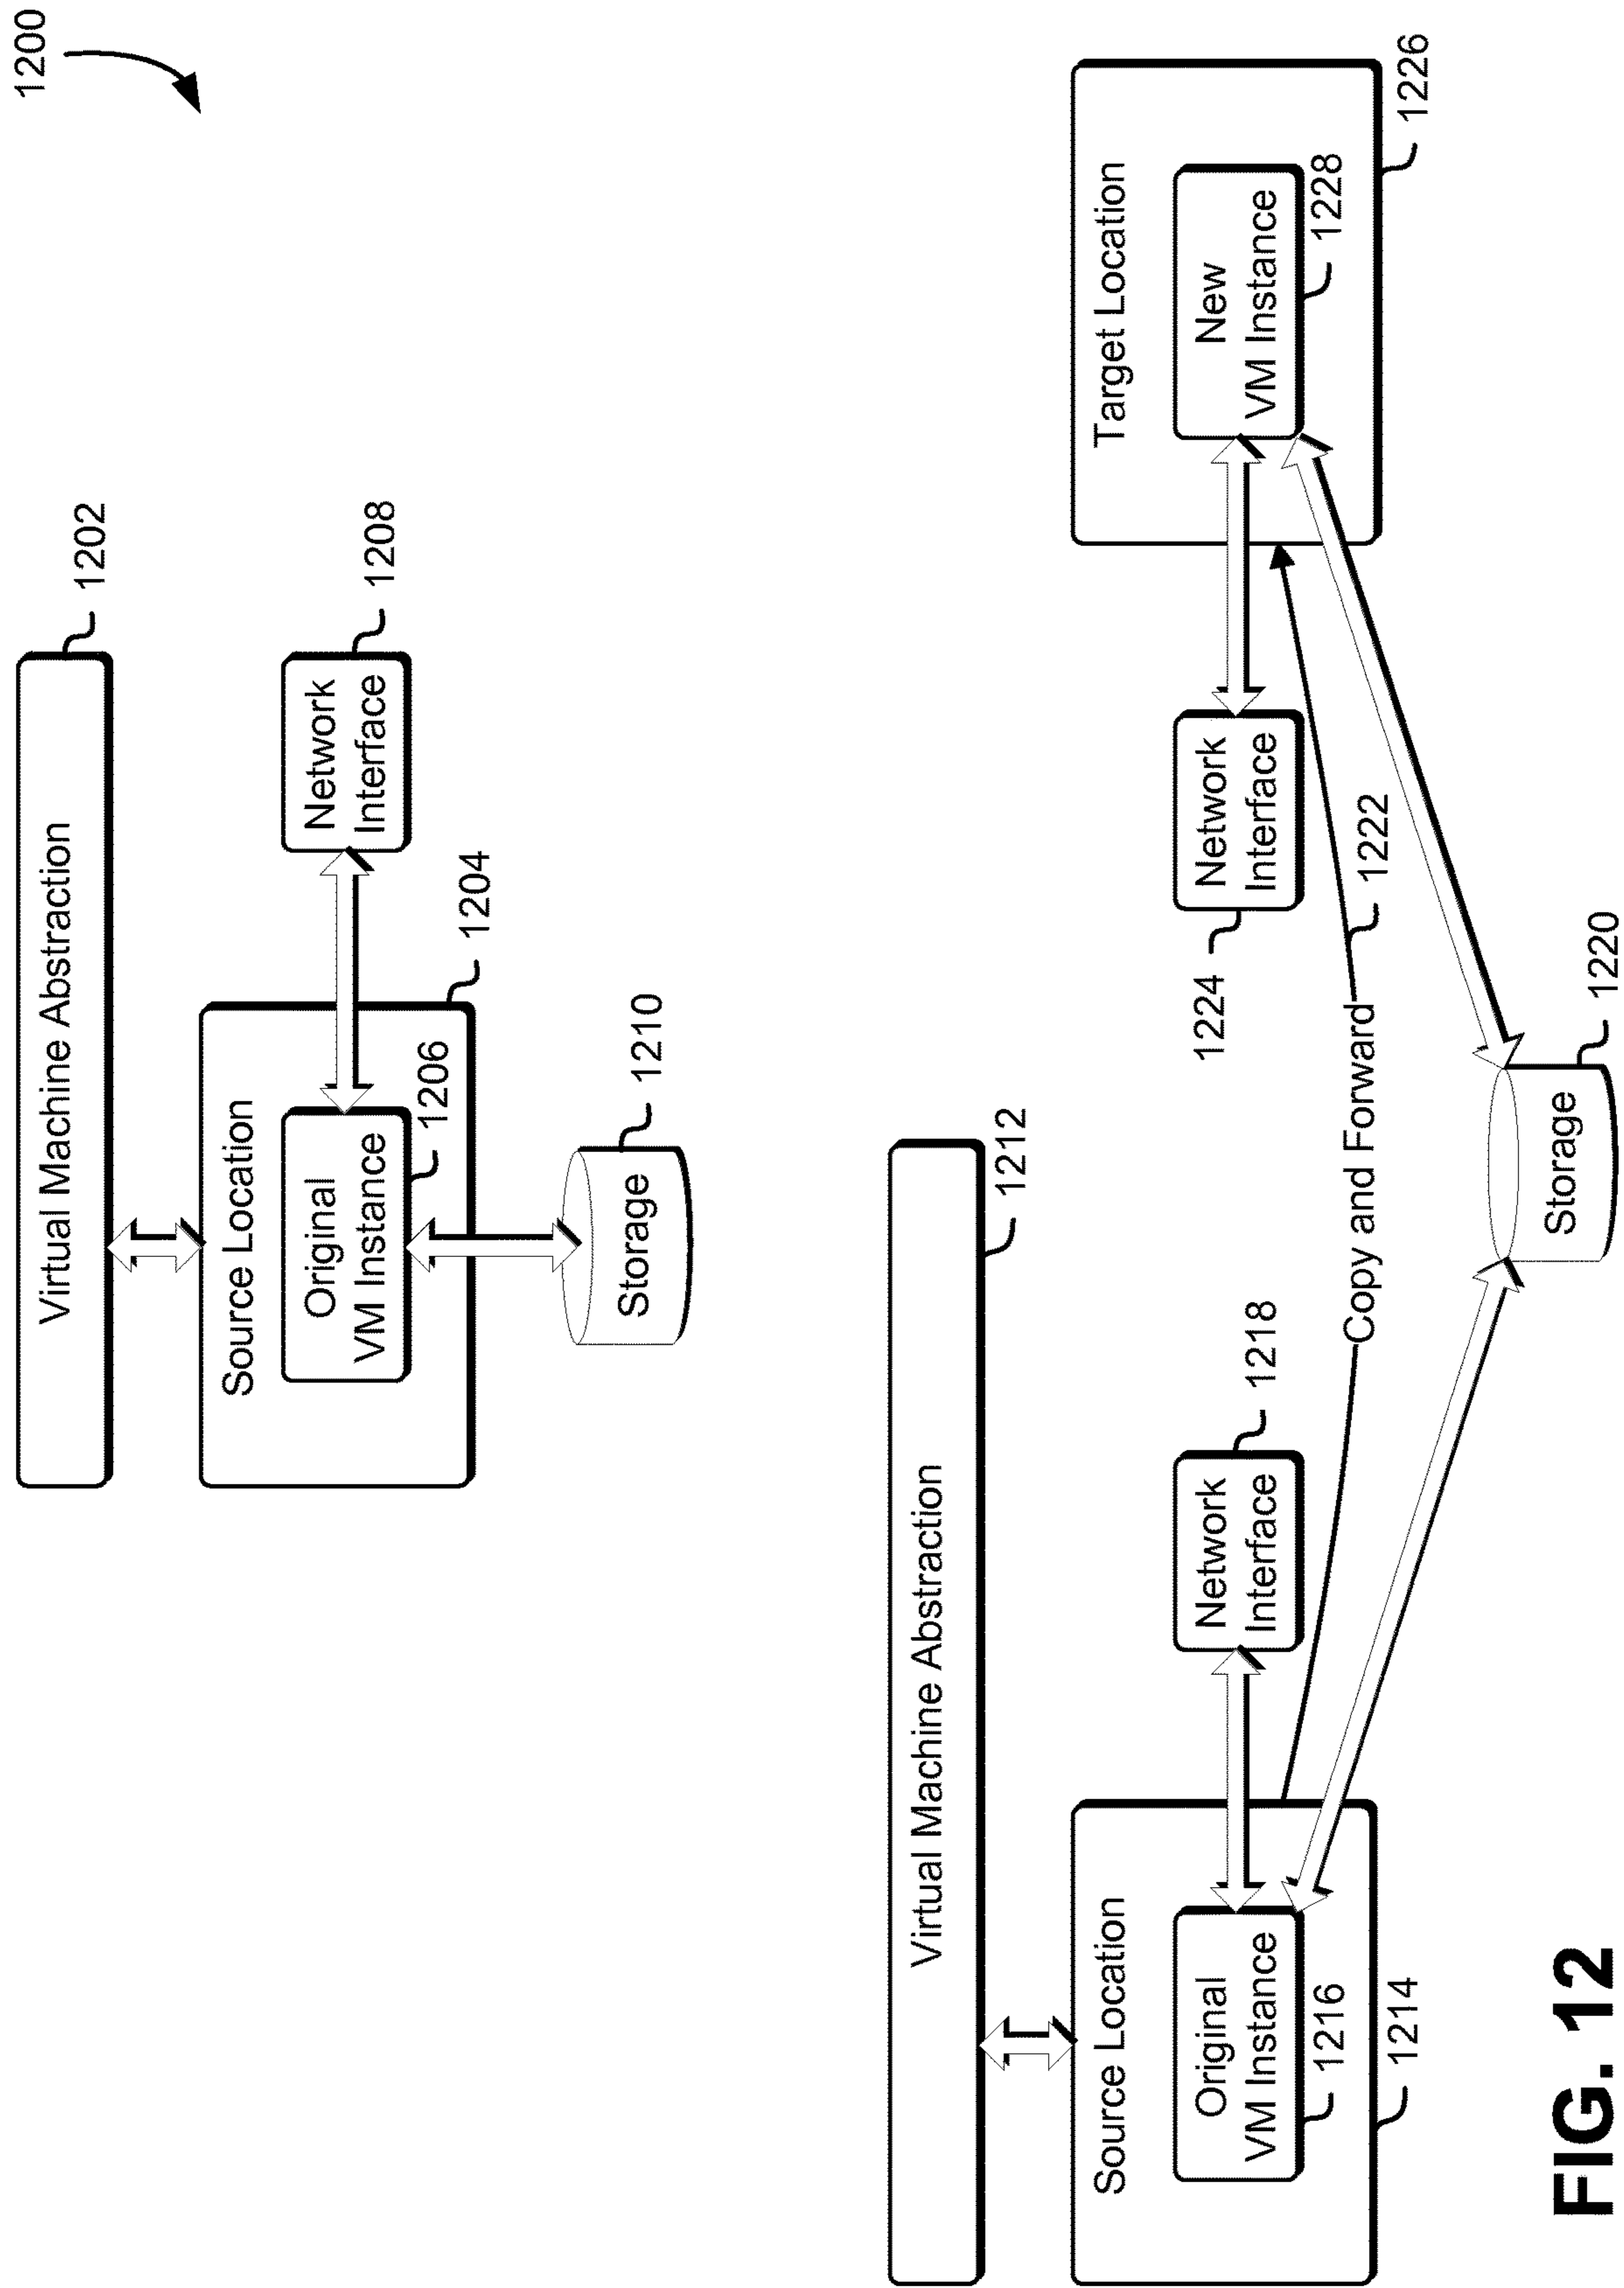 1200
Virtual Machine Abstraction
1202
Source Location
Original
VM Instance
1206
1204
Network
Interface
1208
Storage
1210
Virtual Machine Abstraction
1212
Source Location
Original
VM Instance
1216
1214
Network
Interface
1218
Copy and Forward
1222
Network
Interface
1224
Target Location
New
VM Instance
1228
1226
Storage
1220
FIG. 12